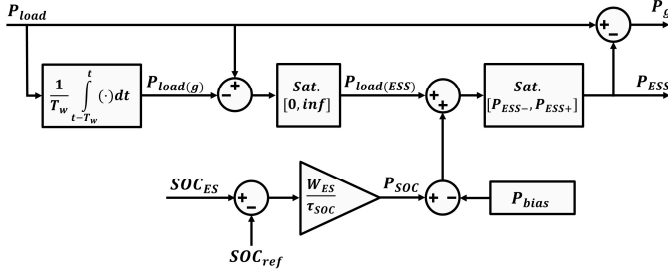 P_load
P_g
1/T_w ∫_{t-T_w}^{t} (·)dt
P_load(g)
Sat.
[0, inf]
P_load(ESS)
Sat.
[P_ESS−, P_ESS+]
P_ESS
SOC_ES
W_ES/τ_SOC
P_SOC
P_bias
SOC_ref